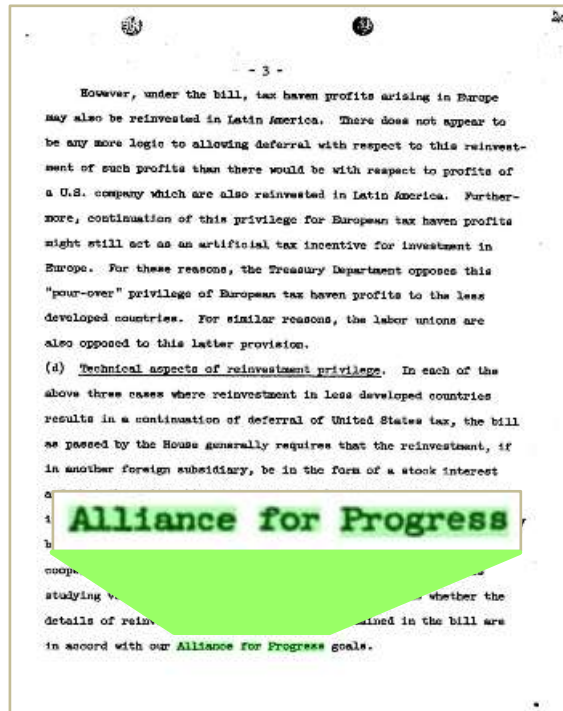 - 3 -
However, under the bill, tax haven profits arising in Europe
may also be reinvested in Latin America. There does not appear to
be any more logic to allowing deferral with respect to this reinvest-
ment of such profits than there would be with respect to profits of
a U.S. company which are also reinvested in Latin America. Further-
more, continuation of this privilege for European tax haven profits
might still act as an artificial tax incentive for investment in
Europe. For these reasons, the Treasury Department opposes this
"pour-over" privilege of European tax haven profits to the less
developed countries. For similar reasons, the labor unions are
also opposed to this latter provision.
(d) Technical aspects of reinvestment privilege. In each of the
above three cases where reinvestment in less developed countries
results in a continuation of deferral of United States tax, the bill
as passed by the House generally requires that the reinvestment, if
in another foreign subsidiary, be in the form of a stock interest
Alliance for Progress
studying whether the
details of in the bill are
in accord with our Alliance for Progress goals.